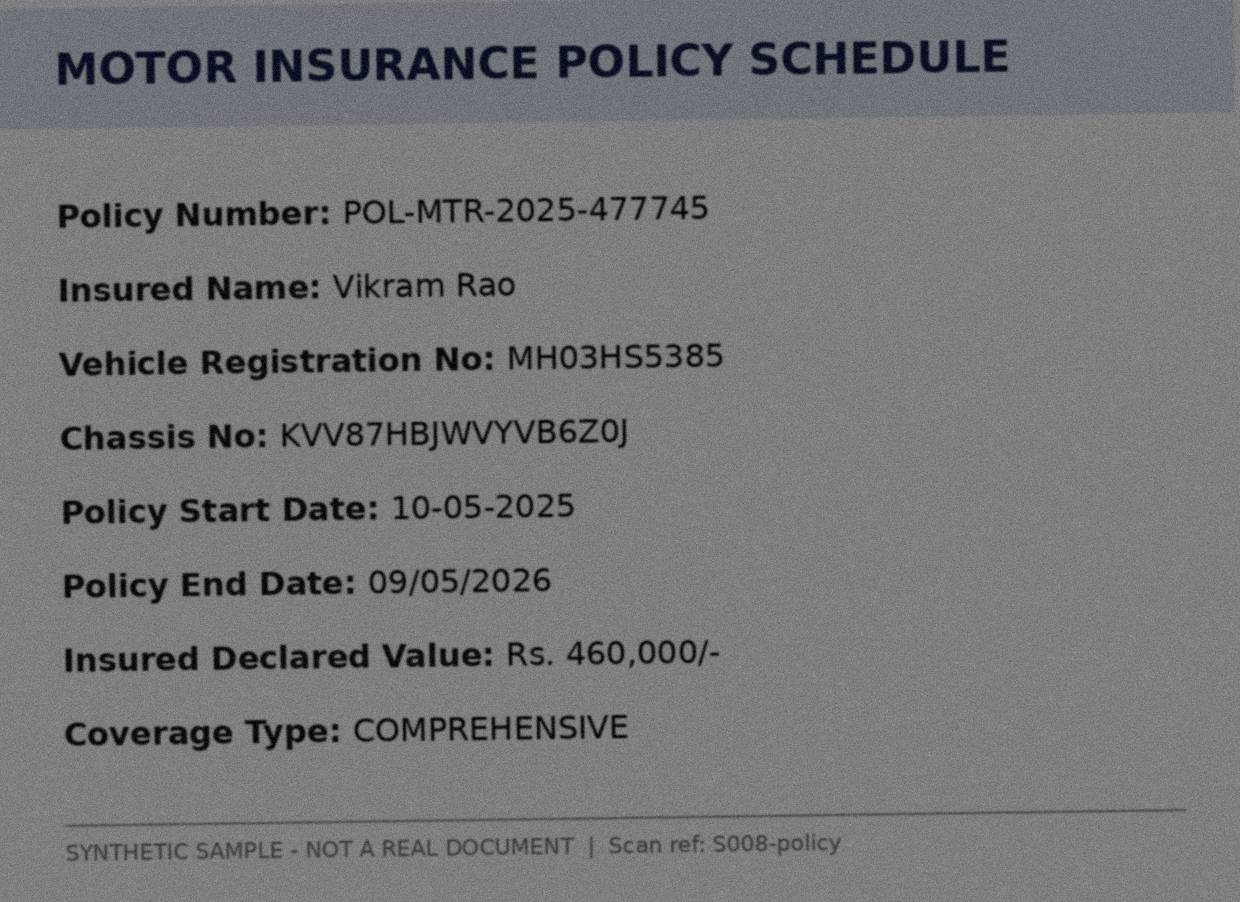 MOTOR INSURANCE POLICY SCHEDULE
Policy Number: POL-MTR-2025-477745
Insured Name: Vikram Rao
Vehicle Registration No: MH03HS5385
Chassis No: KVV87HBJWVYVB6Z0J
Policy Start Date: 10-05-2025
Policy End Date: 09/05/2026
Insured Declared Value: Rs. 460,000/-
Coverage Type: COMPREHENSIVE
SYNTHETIC SAMPLE - NOT A REAL DOCUMENT | Scan ref: S008-policy